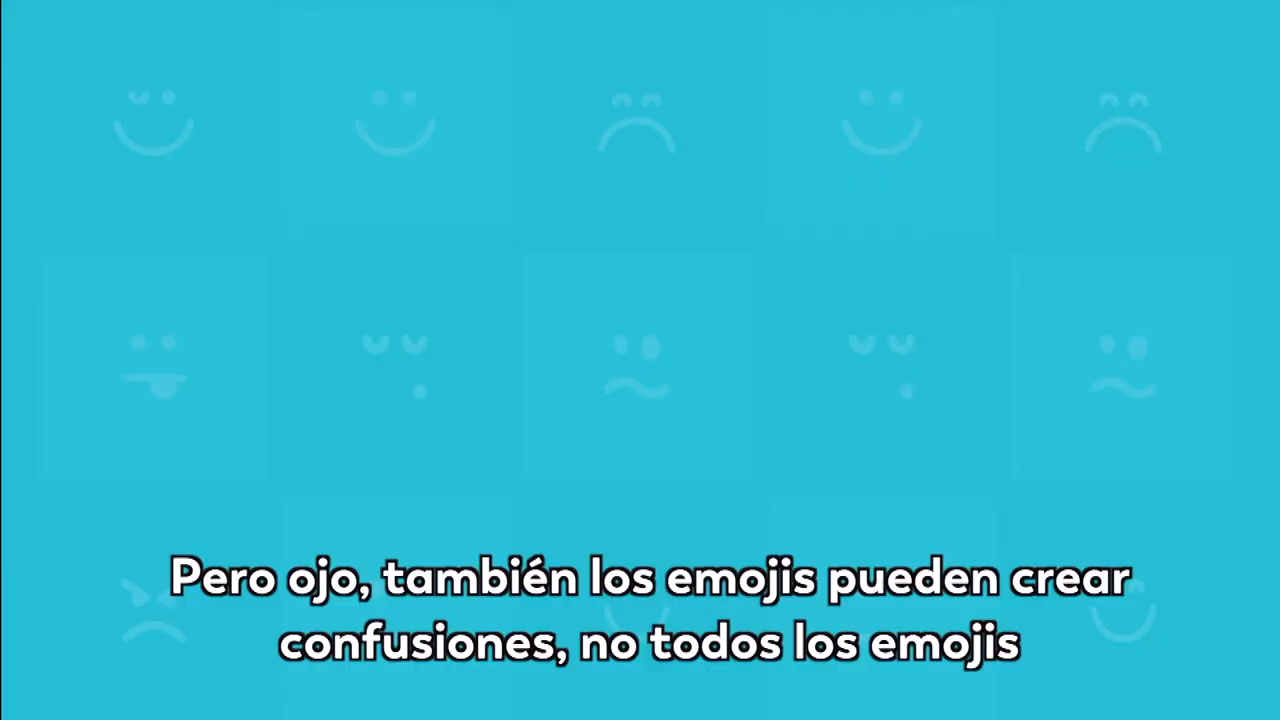 Pero ojo, también los emojis pueden crear
confusiones, no todos los emojis